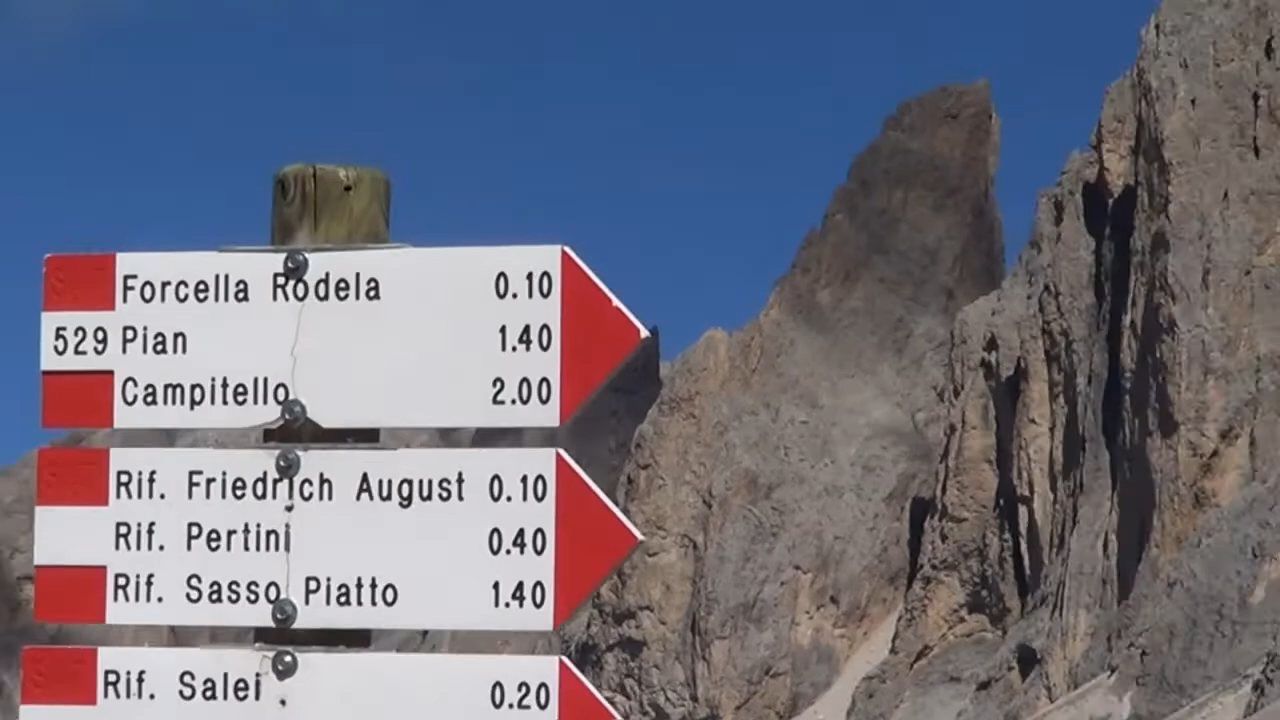 Forcella Rodela 0.10
529 Pian 1.40
Campitello 2.00
Rif. Friedrich August 0.10
Rif. Pertini 0.40
Rif. Sasso Piatto 1.40
Rif. Salei 0.20